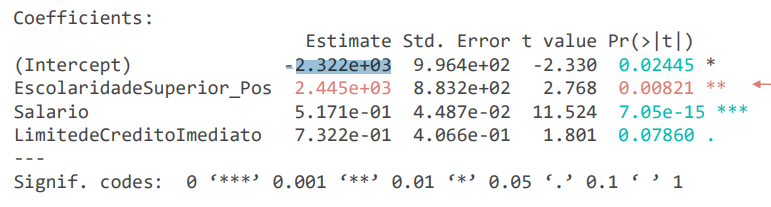 Coefficients:
Estimate Std. Error t value Pr(>|t|)
(Intercept) -2.322e+03 9.964e+02 -2.330 0.02445 *
EscolaridadeSuperior_Pos 2.445e+03 8.832e+02 2.768 0.00821 **
Salario 5.171e-01 4.487e-02 11.524 7.05e-15 ***
LimitedeCreditoImediato 7.322e-01 4.066e-01 1.801 0.07860 .
---
Signif. codes: 0 ‘***’ 0.001 ‘**’ 0.01 ‘*’ 0.05 ‘.’ 0.1 ‘ ’ 1